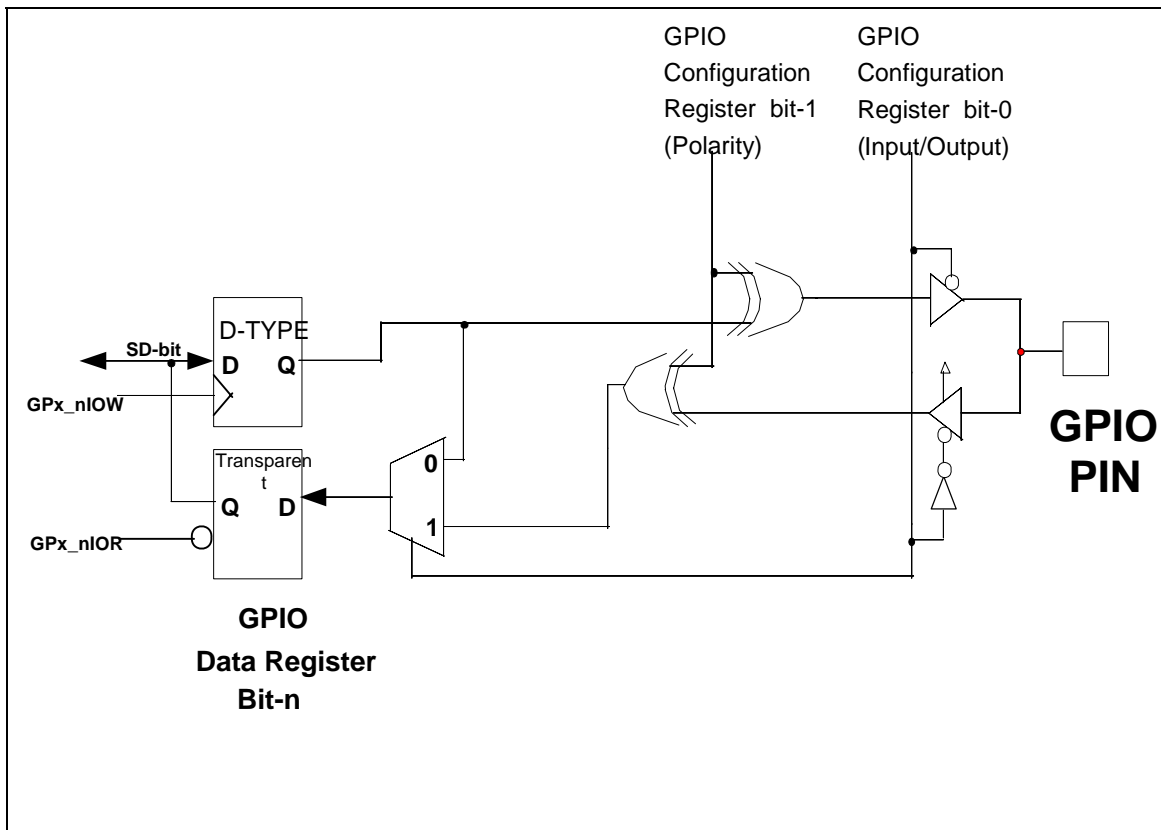 GPIO
Configuration
Register bit-1
(Polarity)
GPIO
Configuration
Register bit-0
(Input/Output)
D-TYPE
SD-bit
D Q
GPx_nIOW
Transparen
t
Q D
GPx_nIOR
0
1
GPIO
PIN
GPIO
Data Register
Bit-n